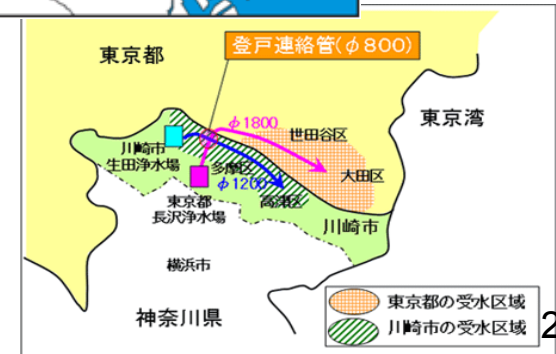 登戸連絡管(φ800)
東京都
東京湾
φ1800
世田谷区
川崎市
生田浄水場
多摩区
大田区
φ1200
高津区
東京都
長沢浄水場
川崎市
横浜市
神奈川県
東京都の受水区域
川崎市の受水区域
2